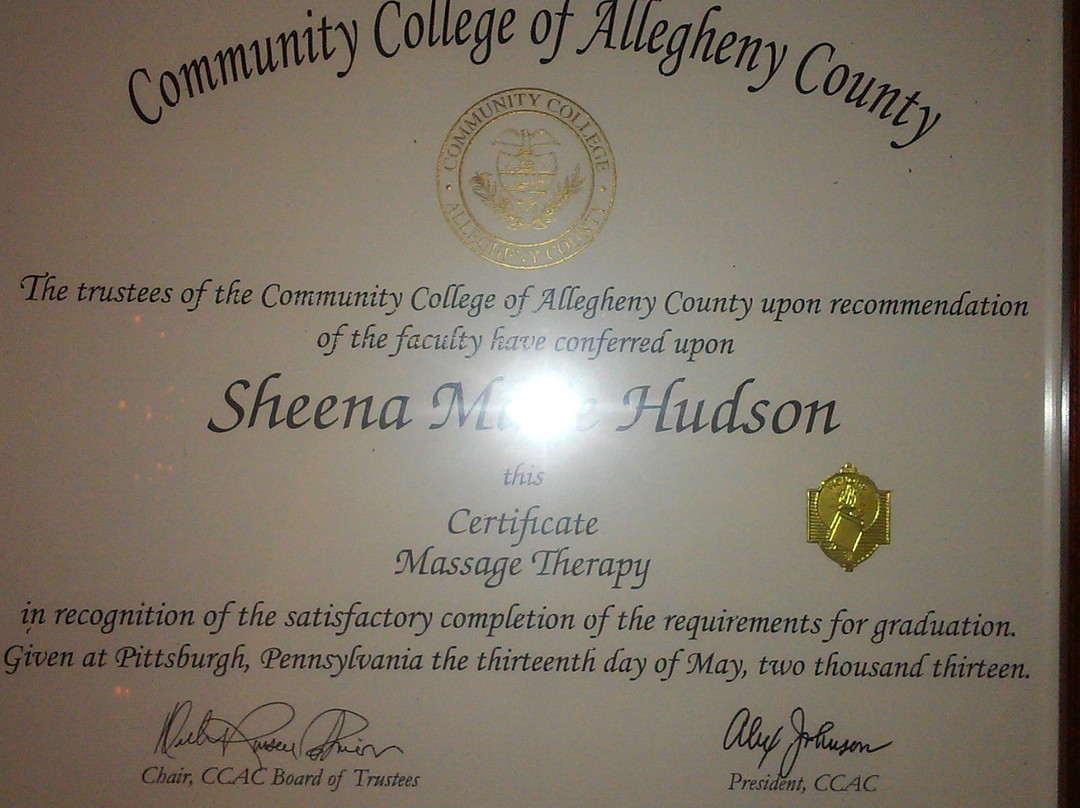 Community College of Allegheny County
COMMUNITY COLLEGE
ALLEGHENY COUNTY
The trustees of the Community College of Allegheny County upon recommendation
of the faculty have conferred upon
Sheena Hudson
this
Certificate
Massage Therapy
in recognition of the satisfactory completion of the requirements for graduation.
Given at Pittsburgh, Pennsylvania the thirteenth day of May, two thousand thirteen.
Alex Johnson
Chair, CCAC Board of Trustees
President, CCAC